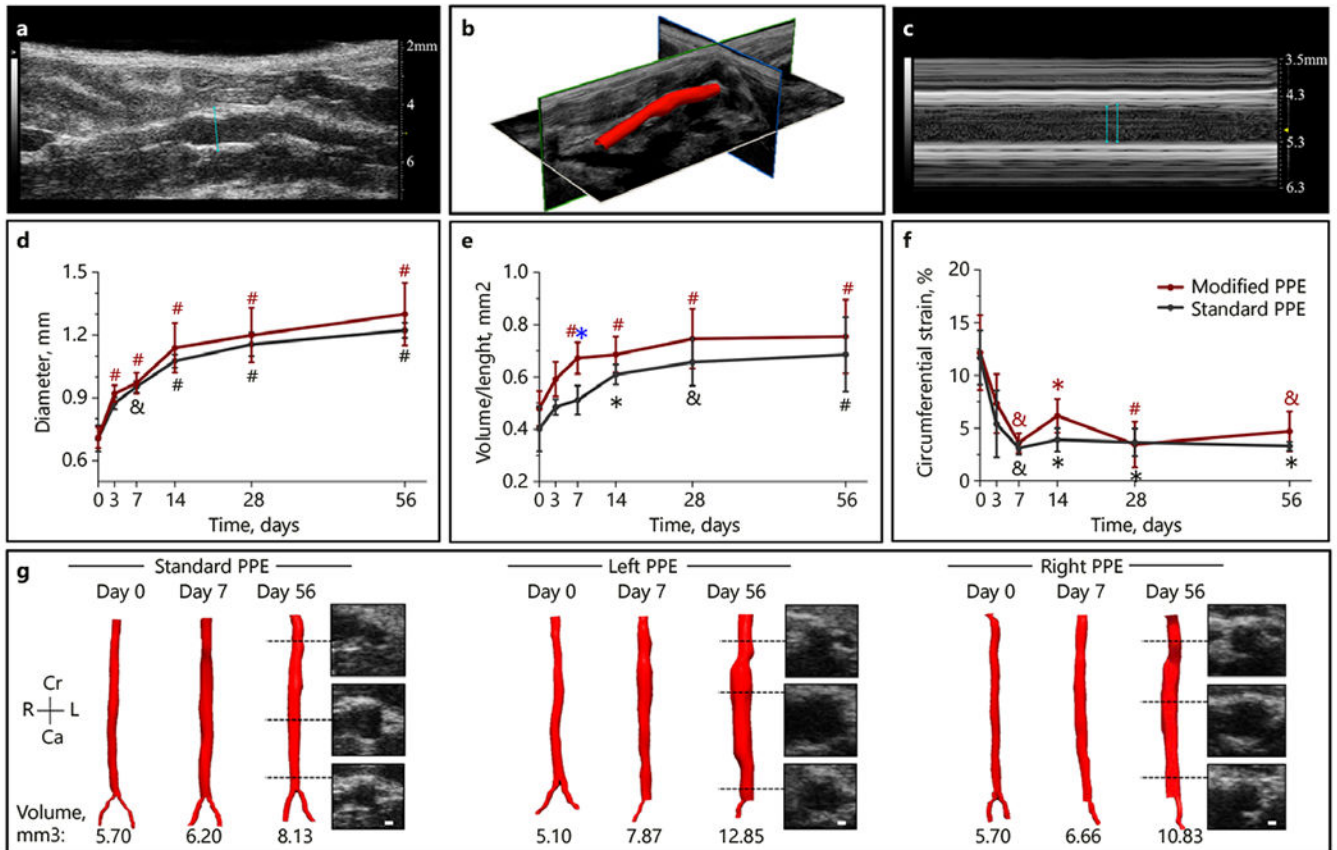 a
2mm
4
6
b
c
3.5mm
4.3
5.3
6.3
d
Diameter, mm
1.5
1.2
0.9
0.6
# # # # #
& # # #
0 3 7 14 28 56
Time, days
e
Volume/lenght, mm2
1.0
0.8
0.6
0.4
0.2
#* # # #
* & #
0 3 7 14 28 56
Time, days
f
Circumferential strain, %
20
15
10
5
0
Modified PPE
Standard PPE
& * # &
& * * *
0 3 7 14 28 56
Time, days
g
Standard PPE
Day 0 Day 7 Day 56
Left PPE
Day 0 Day 7 Day 56
Right PPE
Day 0 Day 7 Day 56
Cr
R L
Ca
Volume,
mm3:
5.70 6.20 8.13
5.10 7.87 12.85
5.70 6.66 10.83